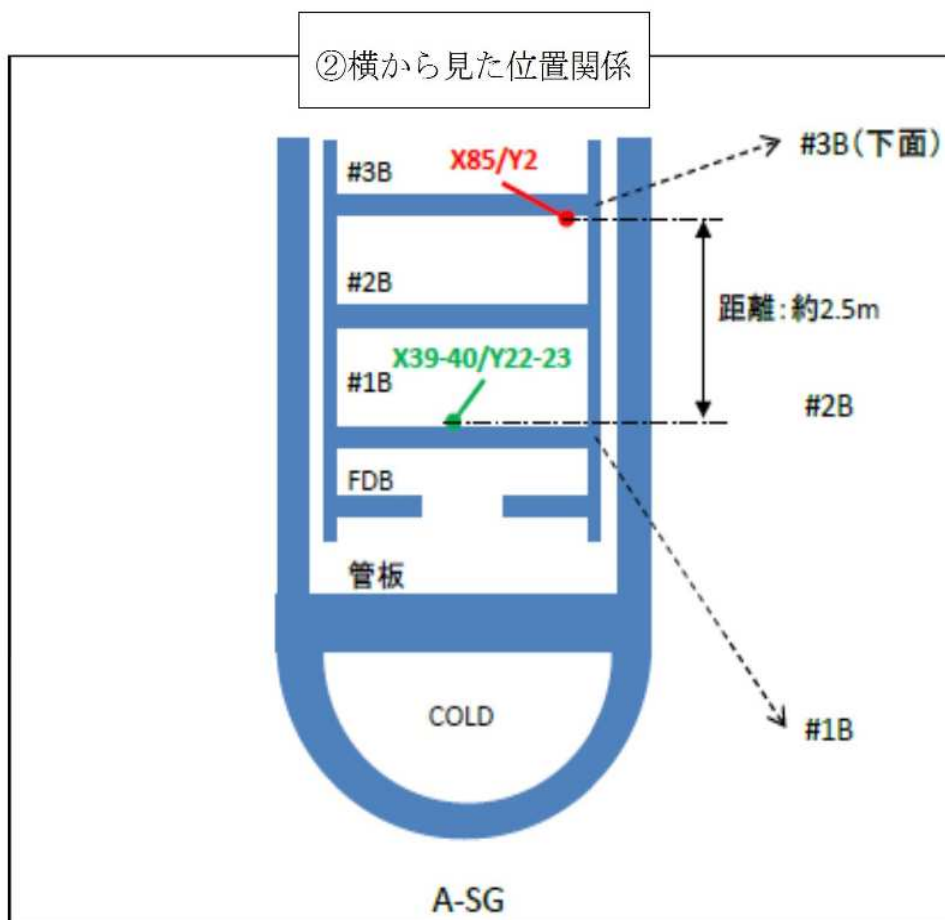 ②横から見た位置関係
#3B
X85/Y2
#3B(下面)
#2B
距離:約2.5m
X39-40/Y22-23
#1B
#2B
FDB
管板
COLD
#1B
A-SG